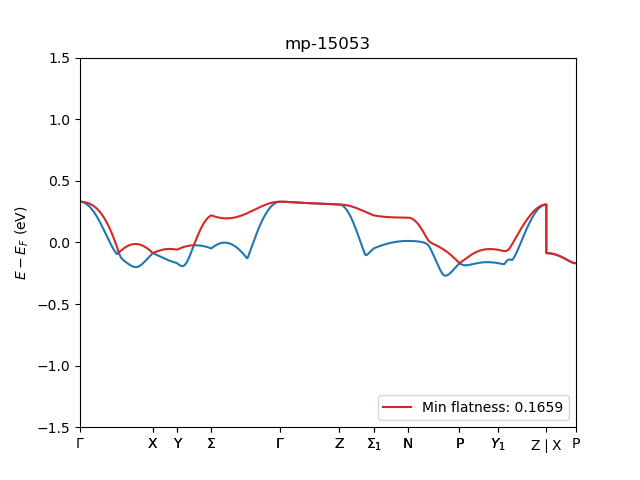 mp-15053
E − E_F (eV)
1.5
1.0
0.5
0.0
−0.5
−1.0
−1.5
Min flatness: 0.1659
Γ X Y Σ Γ Z Σ₁ N P Y₁ Z | X P